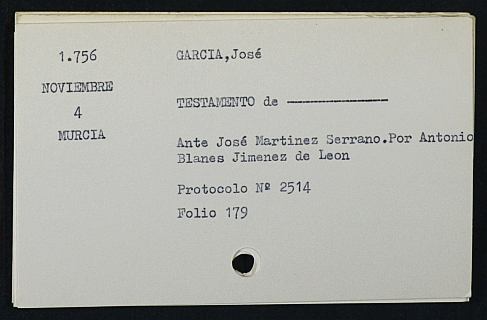 1.756
NOVIEMBRE
4
MURCIA
GARCIA,José
TESTAMENTO de ----------------
Ante José Martinez Serrano.Por Antonio
Blanes Jimenez de Leon
Protocolo Nº 2514
Folio 179